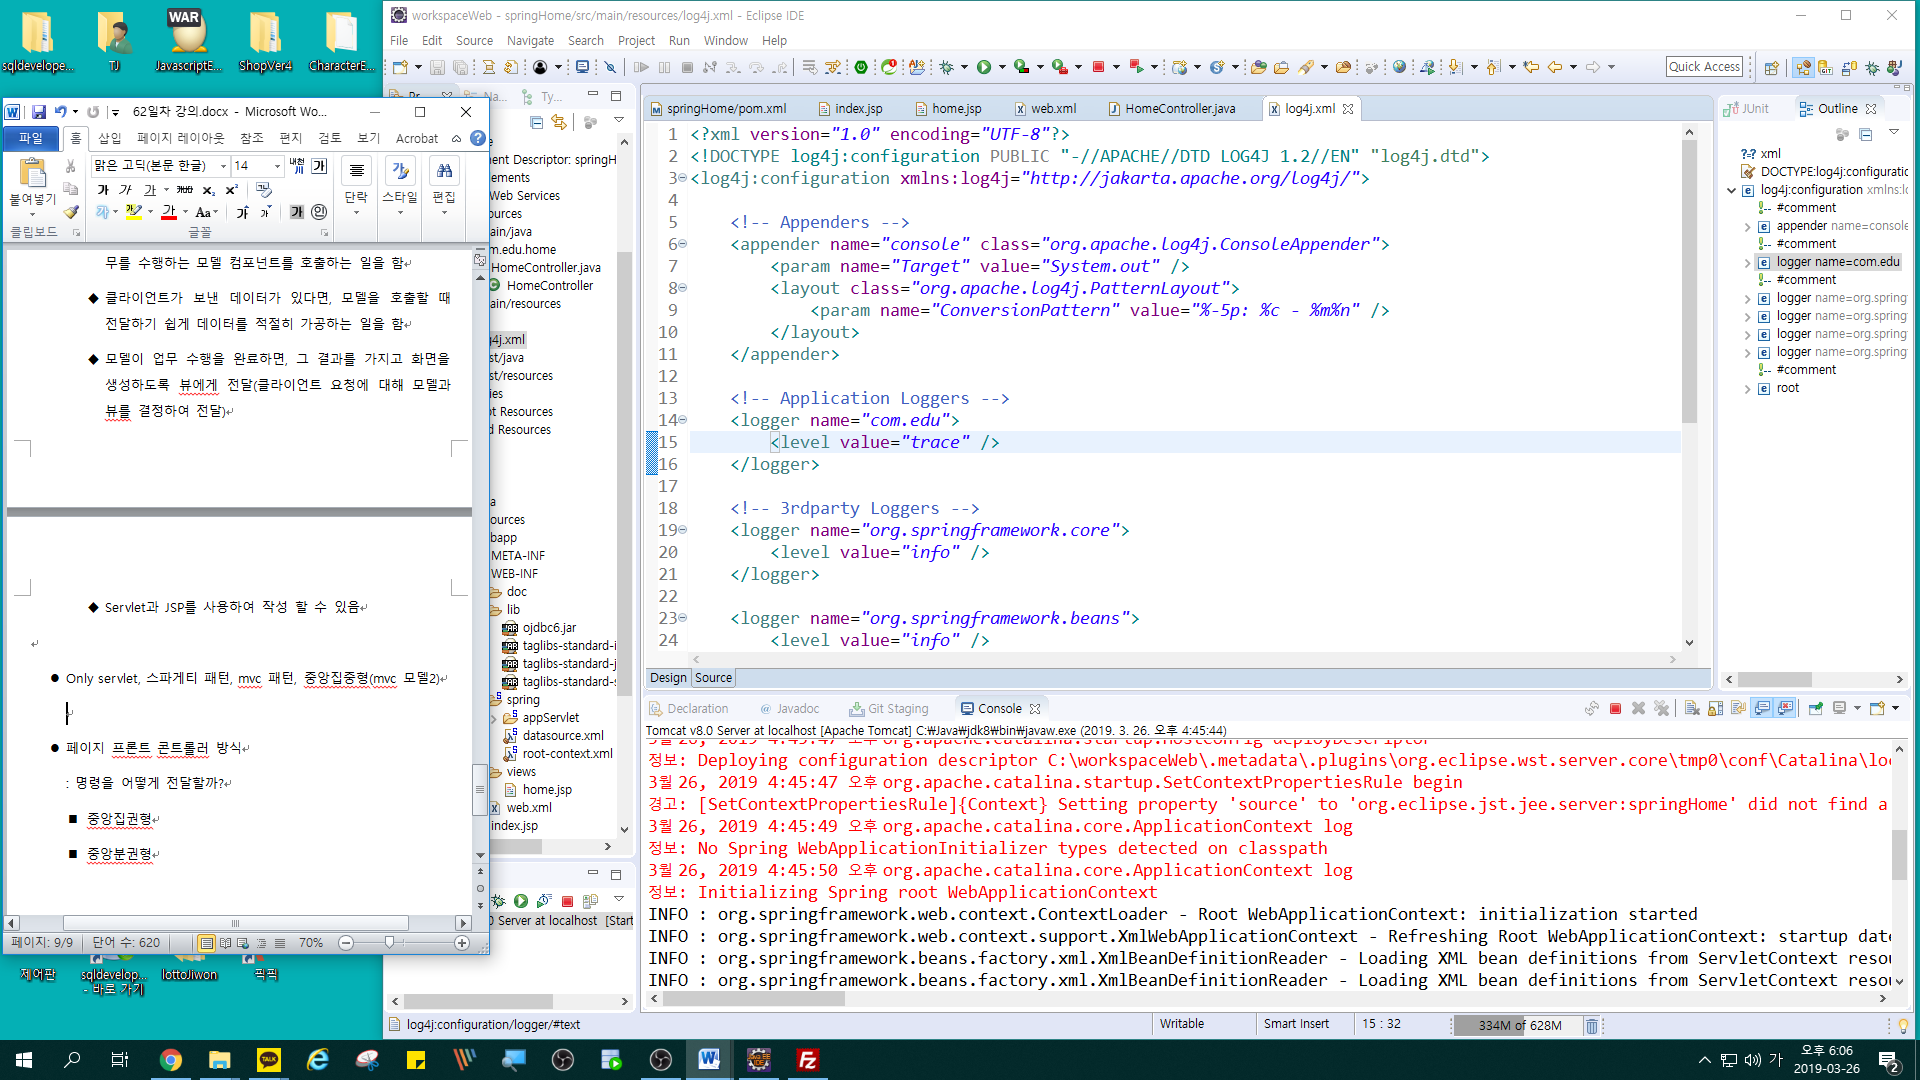 sqldevelope...
TJ
WAR
JavascriptE...
ShopVer4
CharacterE...
workspaceWeb - springHome/src/main/resources/log4j.xml - Eclipse IDE
File Edit Source Navigate Search Project Run Window Help
Quick Access
62일차 강의.docx - Microsoft Wo...
파일 홈 삽입 페이지 레이아웃 참조 편지 검토 보기 Acrobat
맑은 고딕(본문 한글) 14
붙여넣기
단락 스타일 편집
클립보드 글꼴
무를 수행하는 모델 컴포넌트를 호출하는 일을 함
◆ 클라이언트가 보낸 데이터가 있다면, 모델을 호출할 때
전달하기 쉽게 데이터를 적절히 가공하는 일을 함
◆ 모델이 업무 수행을 완료하면, 그 결과를 가지고 화면을
생성하도록 뷰에게 전달(클라이언트 요청에 대해 모델과
뷰를 결정하여 전달)
◆ Servlet과 JSP를 사용하여 작성 할 수 있음
● Only servlet, 스파게티 패턴, mvc 패턴, 중앙집중형(mvc 모델2)
● 페이지 프론트 콘트롤러 방식
: 명령을 어떻게 전달할까?
■ 중앙집권형
■ 중앙분권형
페이지: 9/9 단어 수: 620 70%
제어판
sqldevelop... - 바로 가기
lottoJiwon
픽픽
Na... Ty...
ment Descriptor: springH
ements
Web Services
ources
ain/java
m.edu.home
HomeController.java
HomeController
ain/resources
g4j.xml
st/java
st/resources
ies
ot Resources
d Resources
a
ources
bapp
META-INF
WEB-INF
doc
lib
ojdbc6.jar
taglibs-standard-i
taglibs-standard-j
taglibs-standard-s
spring
appServlet
datasource.xml
root-context.xml
views
home.jsp
web.xml
index.jsp
0 Server at localhost [Start
springHome/pom.xml index.jsp home.jsp web.xml HomeController.java log4j.xml
1 <?xml version="1.0" encoding="UTF-8"?>
2 <!DOCTYPE log4j:configuration PUBLIC "-//APACHE//DTD LOG4J 1.2//EN" "log4j.dtd">
3 <log4j:configuration xmlns:log4j="http://jakarta.apache.org/log4j/">
4
5 <!-- Appenders -->
6 <appender name="console" class="org.apache.log4j.ConsoleAppender">
7 <param name="Target" value="System.out" />
8 <layout class="org.apache.log4j.PatternLayout">
9 <param name="ConversionPattern" value="%-5p: %c - %m%n" />
10 </layout>
11 </appender>
12
13 <!-- Application Loggers -->
14 <logger name="com.edu">
15 <level value="trace" />
16 </logger>
17
18 <!-- 3rdparty Loggers -->
19 <logger name="org.springframework.core">
20 <level value="info" />
21 </logger>
22
23 <logger name="org.springframework.beans">
24 <level value="info" />
Design Source
JUnit Outline
xml
DOCTYPE:log4j:configuratio
log4j:configuration xmlns:lo
#comment
appender name=console
#comment
logger name=com.edu
#comment
logger name=org.spring
logger name=org.spring
logger name=org.spring
logger name=org.spring
#comment
root
Declaration Javadoc Git Staging Console
Tomcat v8.0 Server at localhost [Apache Tomcat] C:₩Java₩jdk8₩bin₩javaw.exe (2019. 3. 26. 오후 4:45:44)
3월 26, 2019 4:45:47 오후 org.apache.catalina.startup.HostConfig deployDescriptor
정보: Deploying configuration descriptor C:\workspaceWeb\.metadata\.plugins\org.eclipse.wst.server.core\tmp0\conf\Catalina\loc
3월 26, 2019 4:45:47 오후 org.apache.catalina.startup.SetContextPropertiesRule begin
경고: [SetContextPropertiesRule]{Context} Setting property 'source' to 'org.eclipse.jst.jee.server:springHome' did not find a
3월 26, 2019 4:45:49 오후 org.apache.catalina.core.ApplicationContext log
정보: No Spring WebApplicationInitializer types detected on classpath
3월 26, 2019 4:45:50 오후 org.apache.catalina.core.ApplicationContext log
정보: Initializing Spring root WebApplicationContext
INFO : org.springframework.web.context.ContextLoader - Root WebApplicationContext: initialization started
INFO : org.springframework.web.context.support.XmlWebApplicationContext - Refreshing Root WebApplicationContext: startup date
INFO : org.springframework.beans.factory.xml.XmlBeanDefinitionReader - Loading XML bean definitions from ServletContext resou
INFO : org.springframework.beans.factory.xml.XmlBeanDefinitionReader - Loading XML bean definitions from ServletContext resou
log4j:configuration/logger/#text Writable Smart Insert 15 : 32 334M of 628M
가 오후 6:06
2019-03-26
2